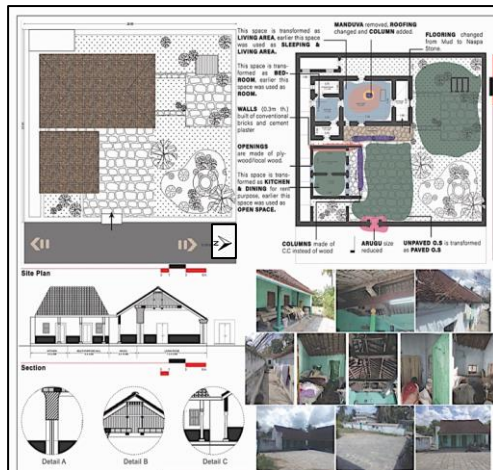 This space is transformed as
LIVING AREA, earlier this space
was used as SLEEPING &
LIVING AREA.
This space is trans-
formed as BED-
ROOM, earlier this
space was used as
ROOM.
WALLS (0.3m th.)
built of conventional
bricks and cement
plaster
OPENINGS
are made of ply-
wood/local wood.
This space is trans-
formed as KITCHEN
& DINING for rent
purpose, earlier this
space was used as
OPEN SPACE.
MANDUVA removed, ROOFING
changed and COLUMN added.
FLOORING changed
from Mud to Naapa
Stone.
COLUMNS made of
C.C instead of wood
ARUGU size
reduced
UNPAVED O.S is transformed
as PAVED O.S
N
Site Plan
Section
Detail A
Detail B
Detail C